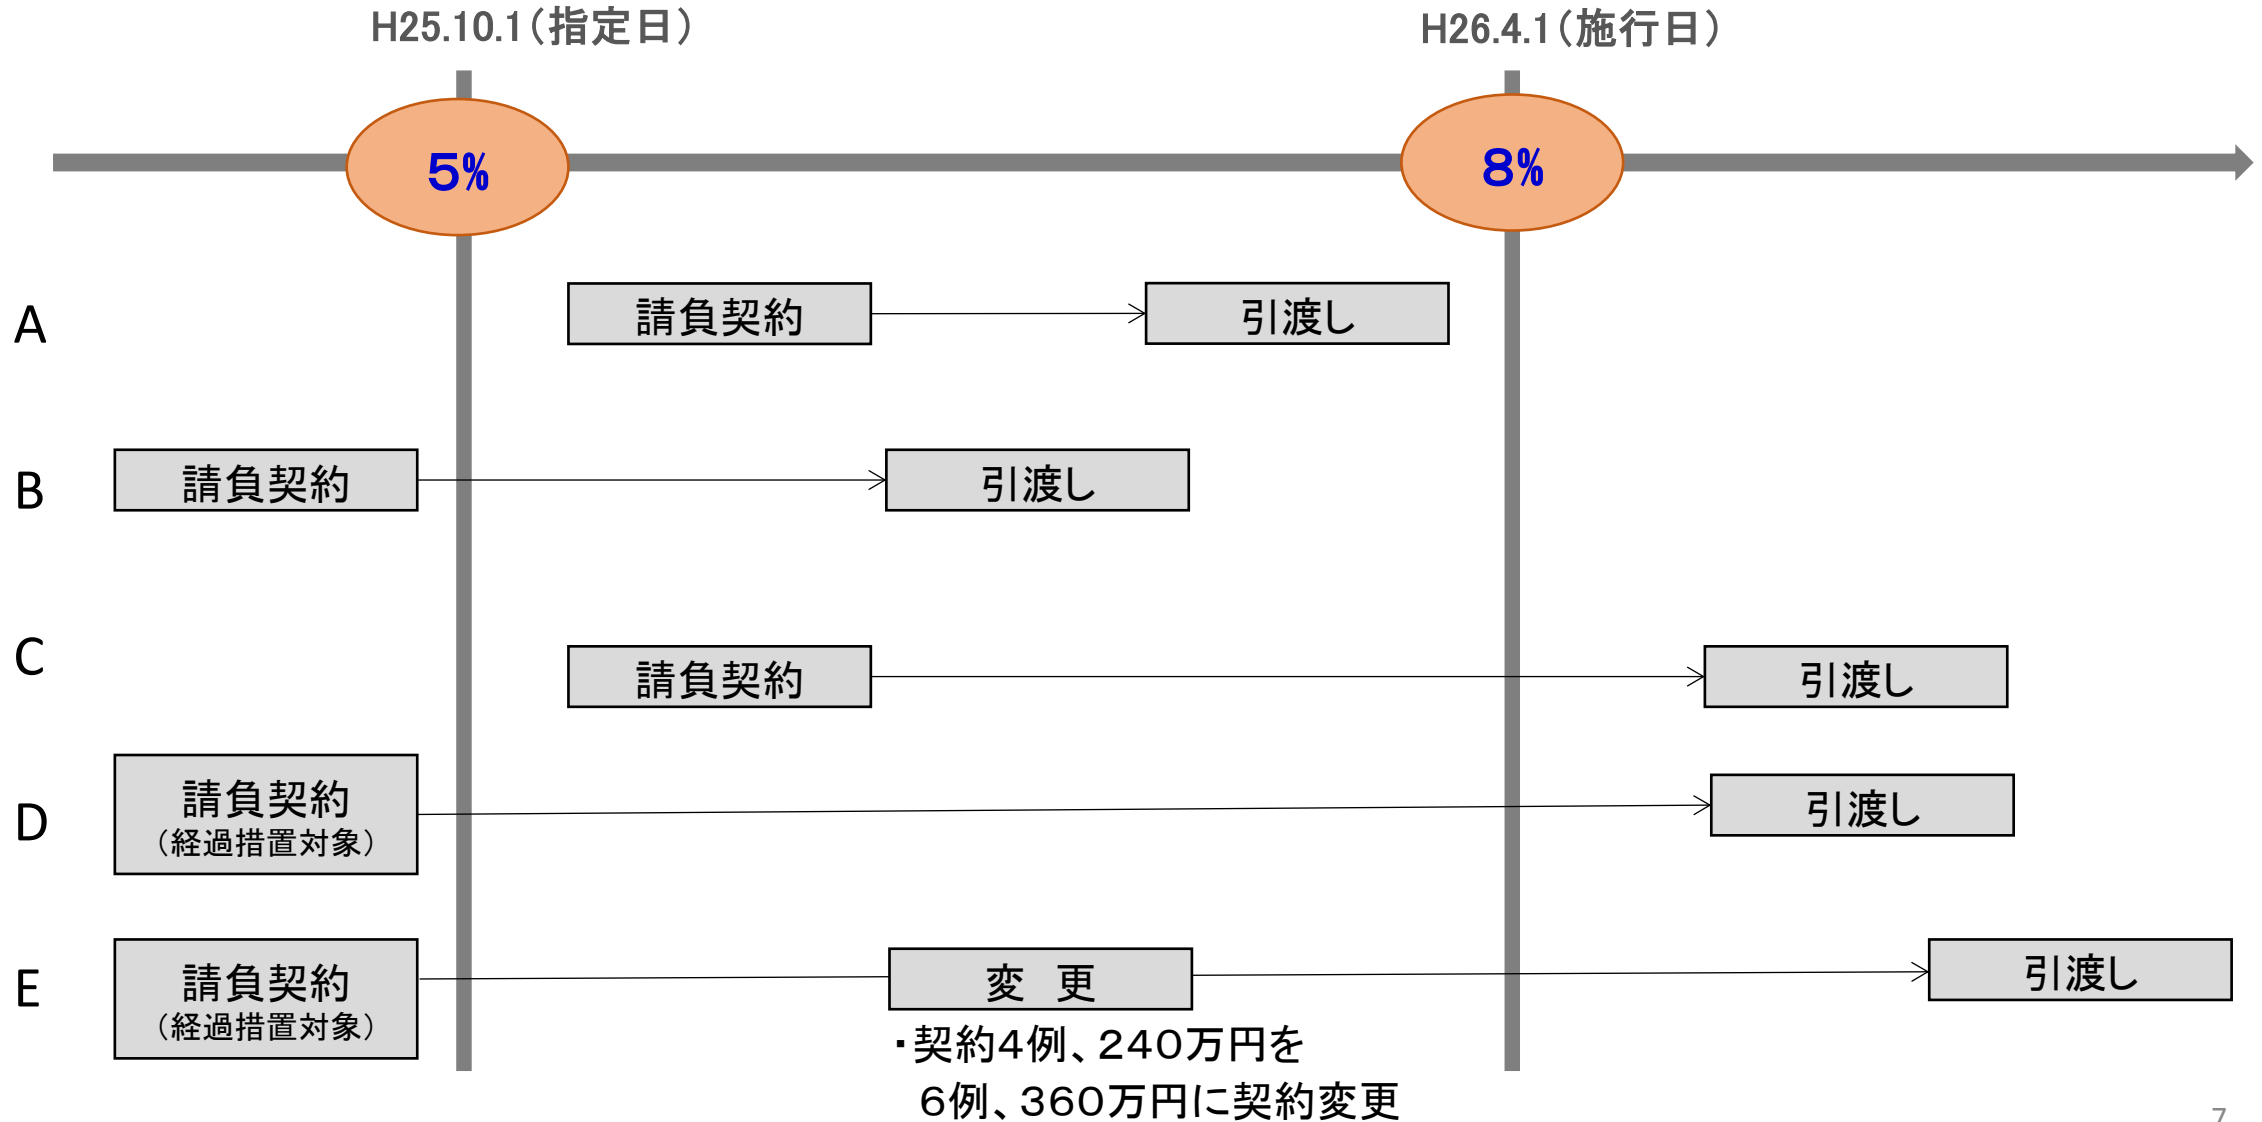 H25.10.1（指定日）
H26.4.1（施行日）
5%
8%
A
請負契約
引渡し
B
請負契約
引渡し
C
請負契約
引渡し
D
請負契約
（経過措置対象）
引渡し
E
請負契約
（経過措置対象）
変　更
引渡し
・契約4例、240万円を
6例、360万円に契約変更
7